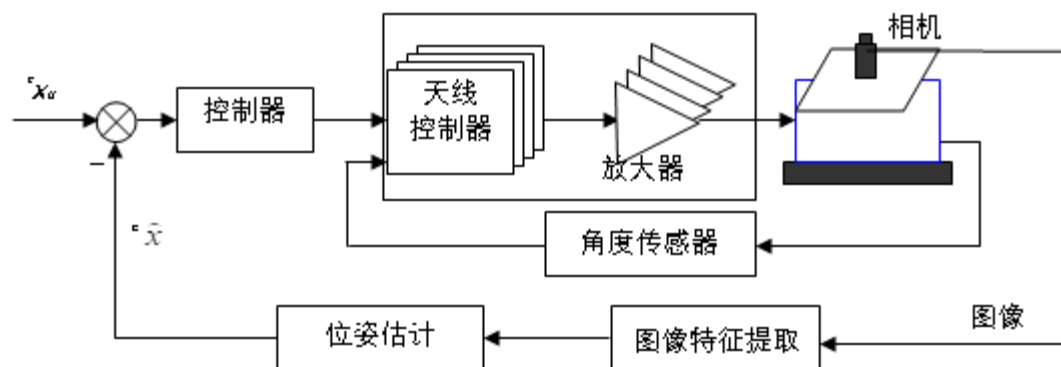 相机
控制器
天线
控制器
放大器
角度传感器
图像
位姿估计
图像特征提取